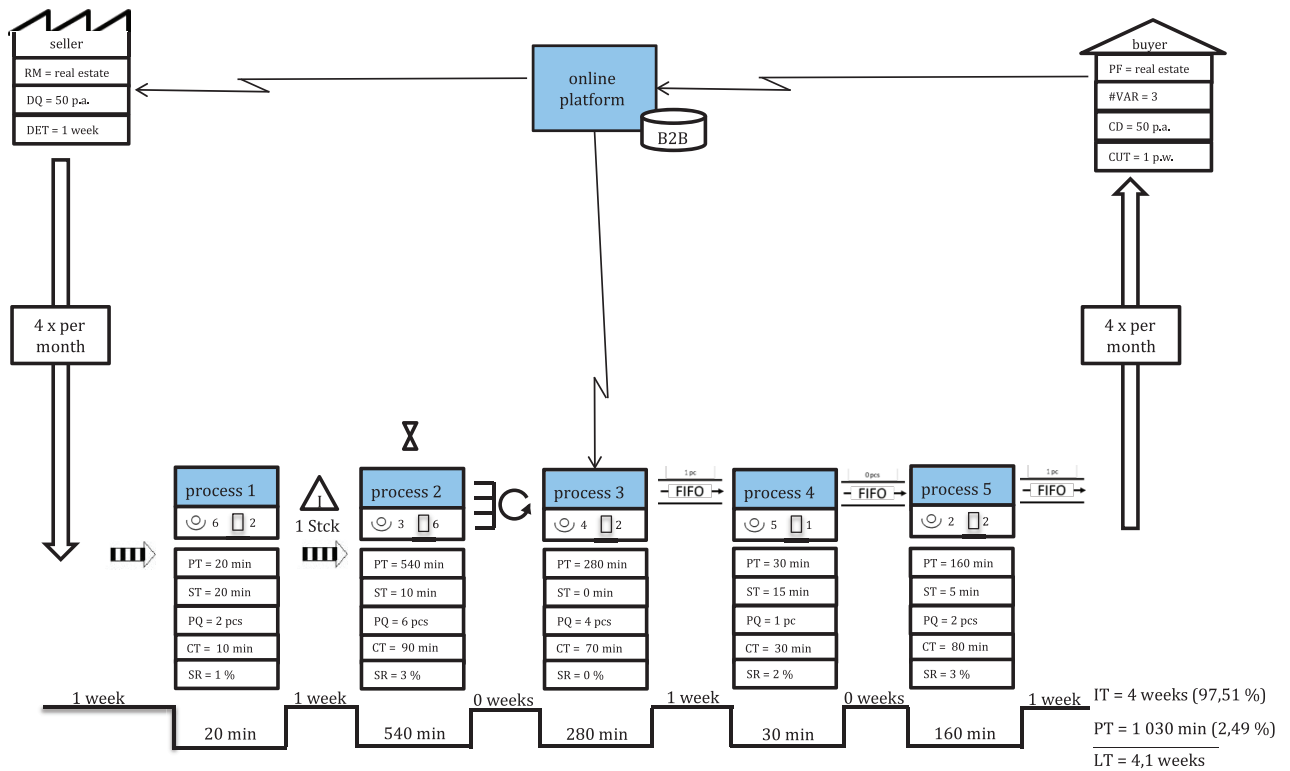 seller
RM = real estate
DQ = 50 p.a.
DET = 1 week
online
platform
B2B
buyer
PF = real estate
#VAR = 3
CD = 50 p.a.
CUT = 1 p.w.
4 x per
month
4 x per
month
process 1
6 2
PT = 20 min
ST = 20 min
PQ = 2 pcs
CT = 10 min
SR = 1 %
I
1 Stck
process 2
3 6
PT = 540 min
ST = 10 min
PQ = 6 pcs
CT = 90 min
SR = 3 %
process 3
4 2
PT = 280 min
ST = 0 min
PQ = 4 pcs
CT = 70 min
SR = 0 %
1 pc
FIFO
process 4
5 1
PT = 30 min
ST = 15 min
PQ = 1 pc
CT = 30 min
SR = 2 %
0 pcs
FIFO
process 5
2 2
PT = 160 min
ST = 5 min
PQ = 2 pcs
CT = 80 min
SR = 3 %
1 pc
FIFO
1 week
20 min
1 week
540 min
0 weeks
280 min
1 week
30 min
0 weeks
160 min
1 week
IT = 4 weeks (97,51 %)
PT = 1 030 min (2,49 %)
LT = 4,1 weeks